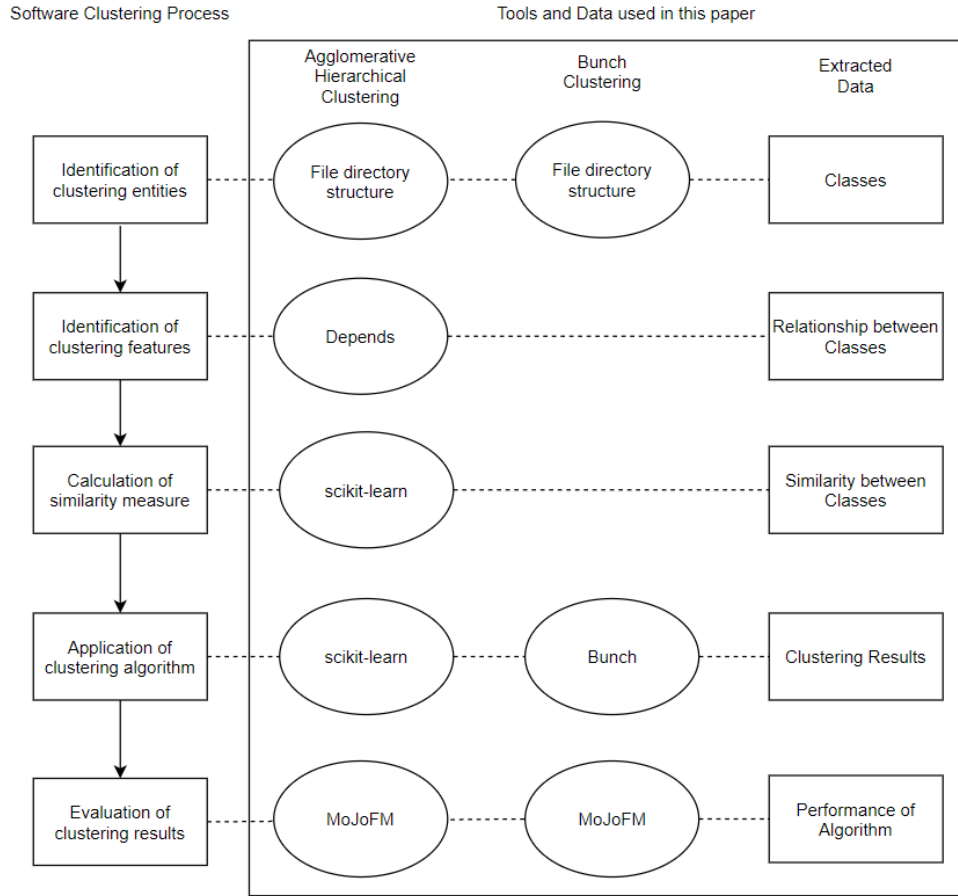 Software Clustering Process
Tools and Data used in this paper
Agglomerative
Hierarchical
Clustering
Bunch
Clustering
Extracted
Data
Identification of
clustering entities
File directory
structure
File directory
structure
Classes
Identification of
clustering features
Depends
Relationship between
Classes
Calculation of
similarity measure
scikit-learn
Similarity between
Classes
Application of
clustering algorithm
scikit-learn
Bunch
Clustering Results
Evaluation of
clustering results
MoJoFM
MoJoFM
Performance of
Algorithm